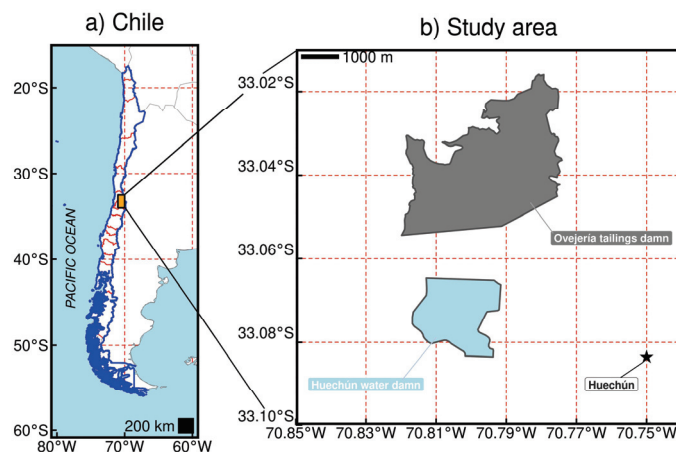 a) Chile
b) Study area
20°S
30°S
40°S
50°S
60°S
80°W
70°W
60°W
PACIFIC OCEAN
200 km
1000 m
33.02°S
33.04°S
33.06°S
33.08°S
33.10°S
70.85°W
70.83°W
70.81°W
70.79°W
70.77°W
70.75°W
Ovejería tailings damn
Huechún water damn
Huechún